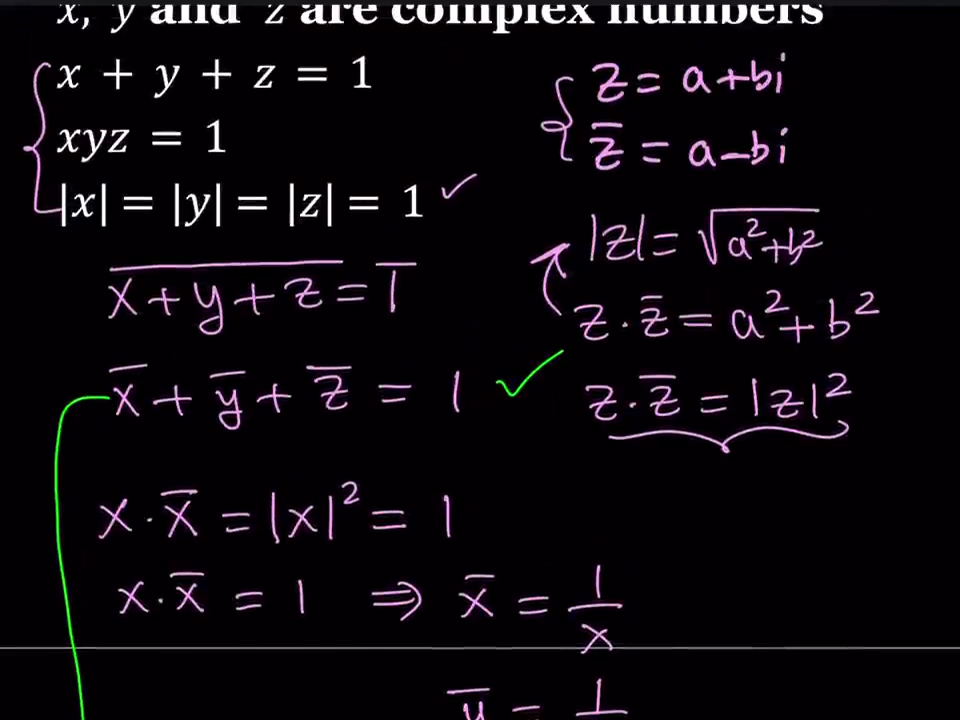 x, y and z are complex numbers
x + y + z = 1
xyz = 1
|x| = |y| = |z| = 1 ✓
z = a+bi
z̅ = a-bi
|z| = √(a²+b²)
z · z̅ = a² + b²
z · z̅ = |z|²
x̅+̅y̅+̅z̅ = 1̅
x̅ + y̅ + z̅ = 1 ✓
x · x̅ = |x|² = 1
x · x̅ = 1 ⇒ x̅ = 1/x
y̅ = 1